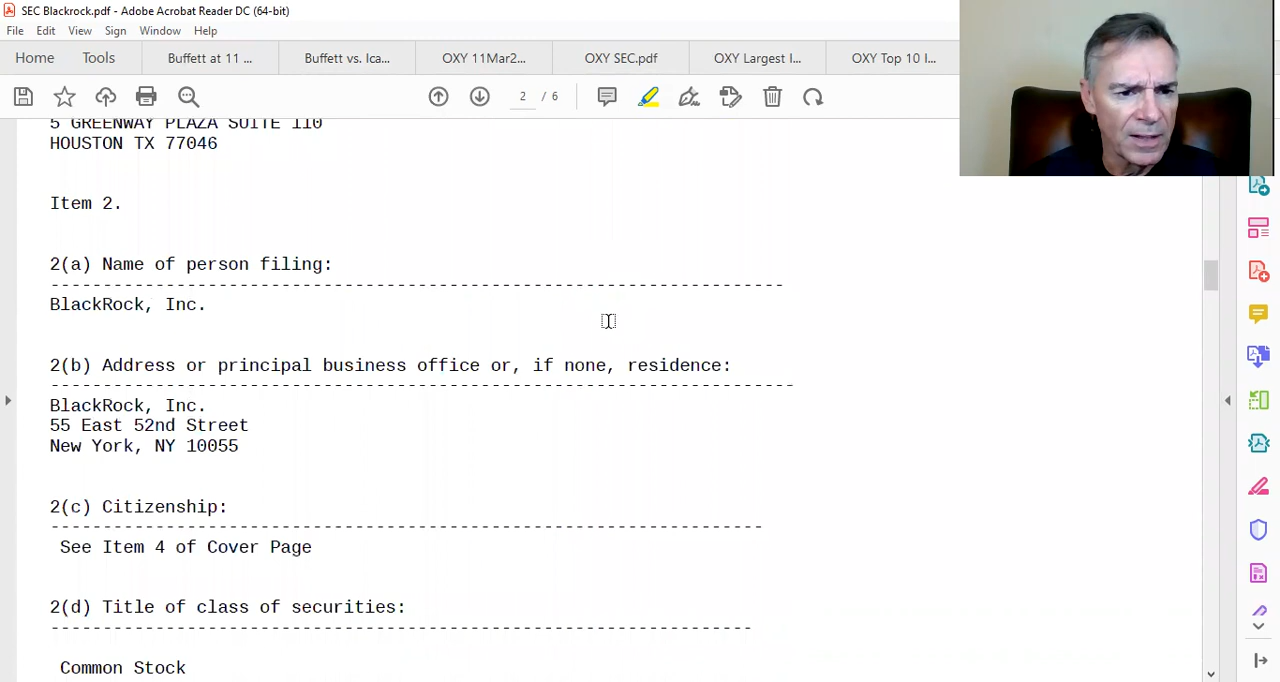 SEC Blackrock.pdf - Adobe Acrobat Reader DC (64-bit)
File Edit View Sign Window Help
Home Tools Buffett at 11 ... Buffett vs. Ica... OXY 11Mar2... OXY SEC.pdf OXY Largest I... OXY Top 10 I...
2 / 6
5 GREENWAY PLAZA SUITE 110
HOUSTON TX 77046
Item 2.
2(a) Name of person filing:
----------------------------------------------------------------------
BlackRock, Inc.
2(b) Address or principal business office or, if none, residence:
-----------------------------------------------------------------------
BlackRock, Inc.
55 East 52nd Street
New York, NY 10055
2(c) Citizenship:
--------------------------------------------------------------------
See Item 4 of Cover Page
2(d) Title of class of securities:
-------------------------------------------------------------------
Common Stock